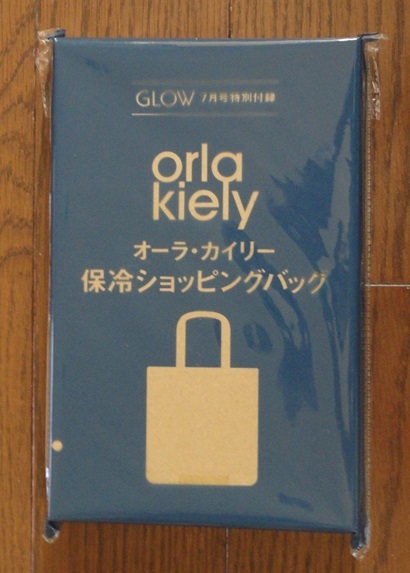 GLOW 7月号特別付録
orla
kiely
オーラ・カイリー
保冷ショッピングバッグ